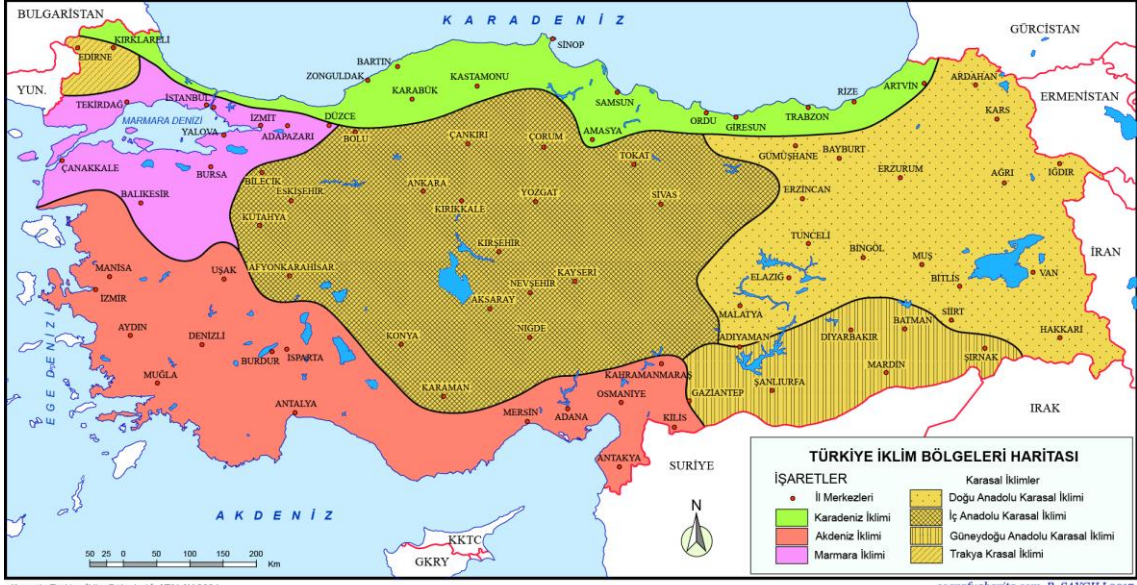 BULGARİSTAN
KARADENİZ
GÜRCİSTAN
KIRKLARELİ
EDİRNE
SİNOP
YUN.
BARTIN
ZONGULDAK
KASTAMONU
KARABÜK
SAMSUN
ARDAHAN
ARTVİN
RİZE
TRABZON
ORDU
GİRESUN
KARS
ERMENİSTAN
TEKİRDAĞ
İSTANBUL
MARMARA DENİZİ
İZMİT
DÜZCE
YALOVA
ADAPAZARI
BOLU
ÇANKIRI
ÇORUM
AMASYA
TOKAT
GÜMÜŞHANE
BAYBURT
ERZURUM
AĞRI
IĞDIR
ÇANAKKALE
BURSA
BALIKESİR
BİLECİK
ESKİŞEHİR
KÜTAHYA
ANKARA
KIRIKKALE
YOZGAT
SİVAS
ERZİNCAN
TUNCELİ
BİNGÖL
MUŞ
BİTLİS
VAN
İRAN
KIRŞEHİR
KAYSERİ
NEVŞEHİR
AKSARAY
NİĞDE
ELAZIĞ
MALATYA
MANİSA
İZMİR
UŞAK
AFYONKARAHİSAR
EGE DENİZİ
AYDIN
DENİZLİ
BURDUR
ISPARTA
MUĞLA
ANTALYA
KONYA
KARAMAN
MERSİN
ADANA
OSMANİYE
KAHRAMANMARAŞ
GAZİANTEP
KİLİS
ANTAKYA
ADIYAMAN
ŞANLIURFA
DİYARBAKIR
BATMAN
SİİRT
MARDİN
ŞIRNAK
HAKKARİ
IRAK
SURİYE
AKDENİZ
KKTC
GKRY
N
50 25 0 50 100 150 200
Km
TÜRKİYE İKLİM BÖLGELERİ HARİTASI
İŞARETLER
İl Merkezleri
Karadeniz İklimi
Akdeniz İklimi
Marmara İklimi
Karasal İklimler
Doğu Anadolu Karasal İklimi
İç Anadolu Karasal İklimi
Güneydoğu Anadolu Karasal İklimi
Trakya Krasal İklimi